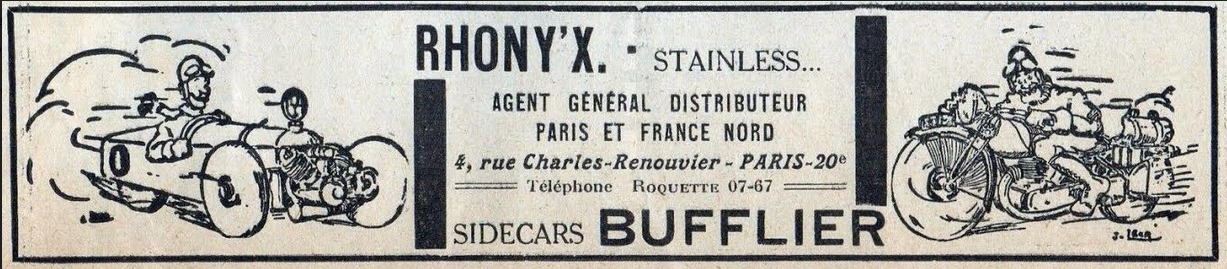 RHONY'X. - STAINLESS...
AGENT GÉNÉRAL DISTRIBUTEUR
PARIS ET FRANCE NORD
4, rue Charles-Renouvier - PARIS-20e
Téléphone ROQUETTE 07-67
SIDECARS BUFFLIER
0